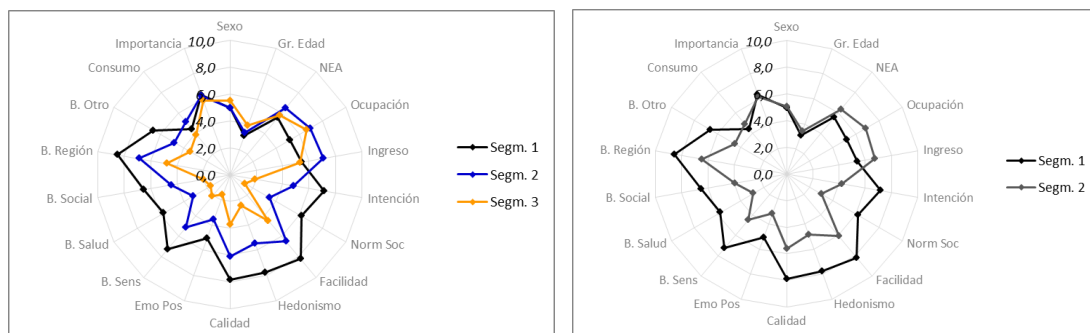 Sexo
Gr. Edad
NEA
Ocupación
Ingreso
Intención
Norm Soc
Facilidad
Hedonismo
Calidad
Emo Pos
B. Sens
B. Salud
B. Social
B. Región
B. Otro
Consumo
Importancia
10,0
8,0
6,0
4,0
2,0
0,0
Segm. 1
Segm. 2
Segm. 3
Sexo
Gr. Edad
NEA
Ocupación
Ingreso
Intención
Norm Soc
Facilidad
Hedonismo
Calidad
Emo Pos
B. Sens
B. Salud
B. Social
B. Región
B. Otro
Consumo
Importancia
10,0
8,0
6,0
4,0
2,0
0,0
Segm. 1
Segm. 2